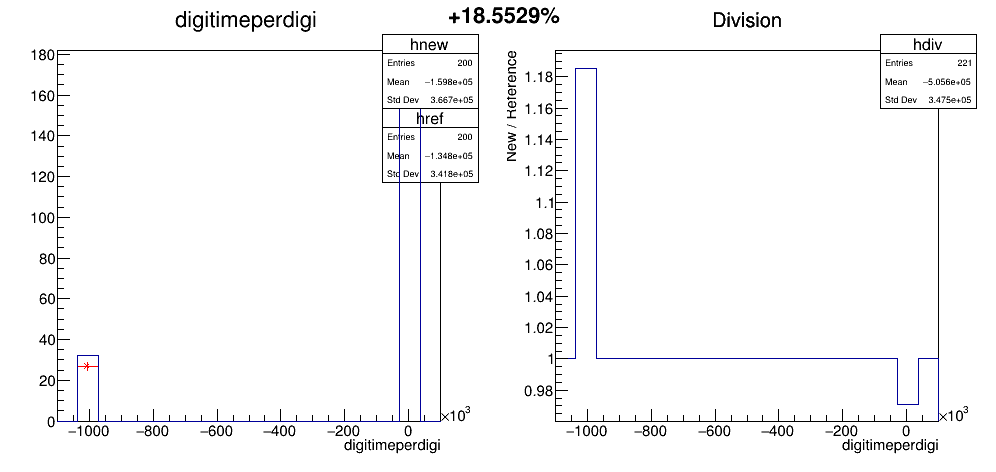 digitimeperdigi
+18.5529%
Division
hnew
Entries 200
Mean −1.598e+05
Std Dev 3.667e+05
href
Entries 200
Mean −1.348e+05
Std Dev 3.418e+05
180
160
140
120
100
80
60
40
20
0
−1000 −800 −600 −400 −200 0
×10³
digitimeperdigi
hdiv
Entries 221
Mean −5.056e+05
Std Dev 3.475e+05
New / Reference
1.18
1.16
1.14
1.12
1.1
1.08
1.06
1.04
1.02
1
0.98
−1000 −800 −600 −400 −200 0
×10³
digitimeperdigi